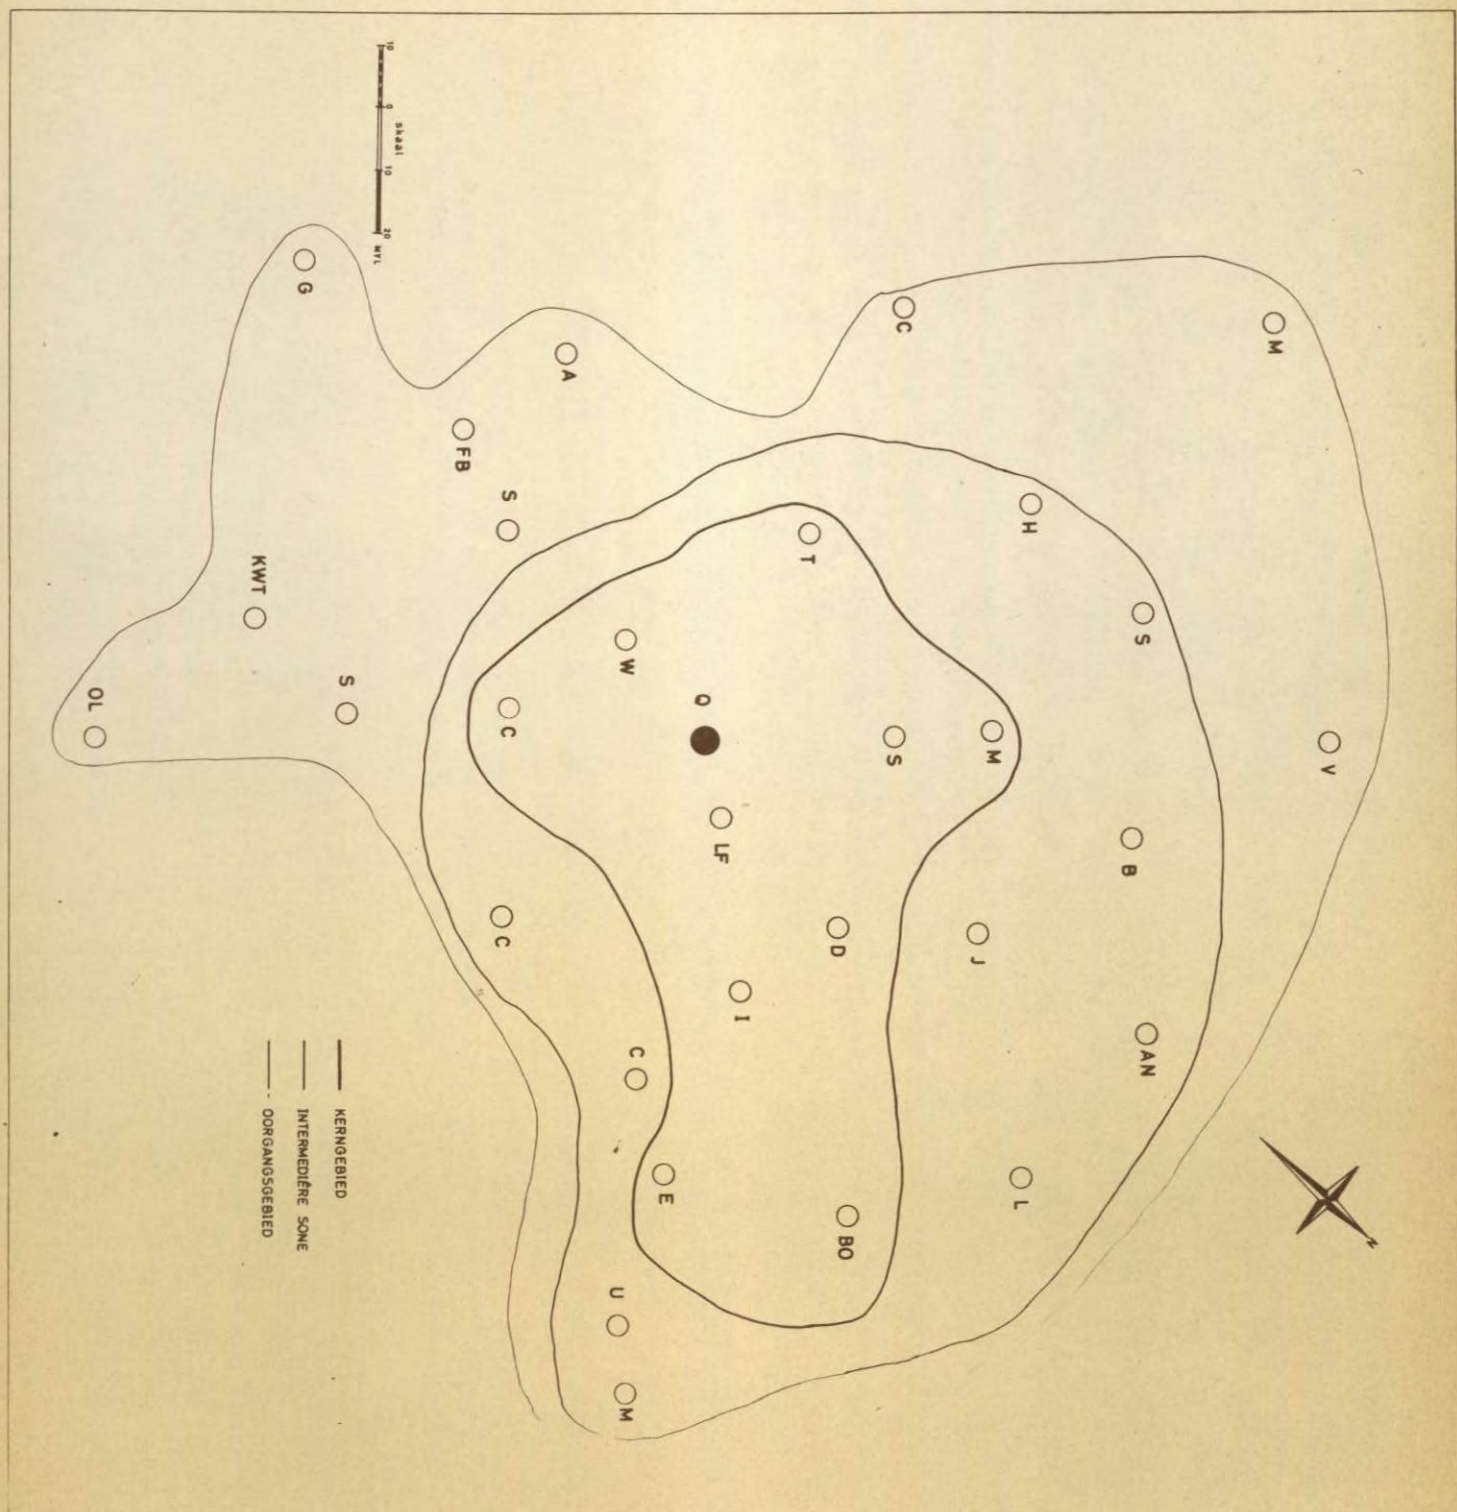 N
V
M
AN
S
B
H
L
M
J
C
S
BO
D
T
I
LF
Q
E
C
W
M
U
A
S
C
C
FB
skaal
10 0 10 20 MYL
S
KERNGEBIED
G
INTERMEDIÊRE SONE
OORGANGSGEBIED
KWT
OL